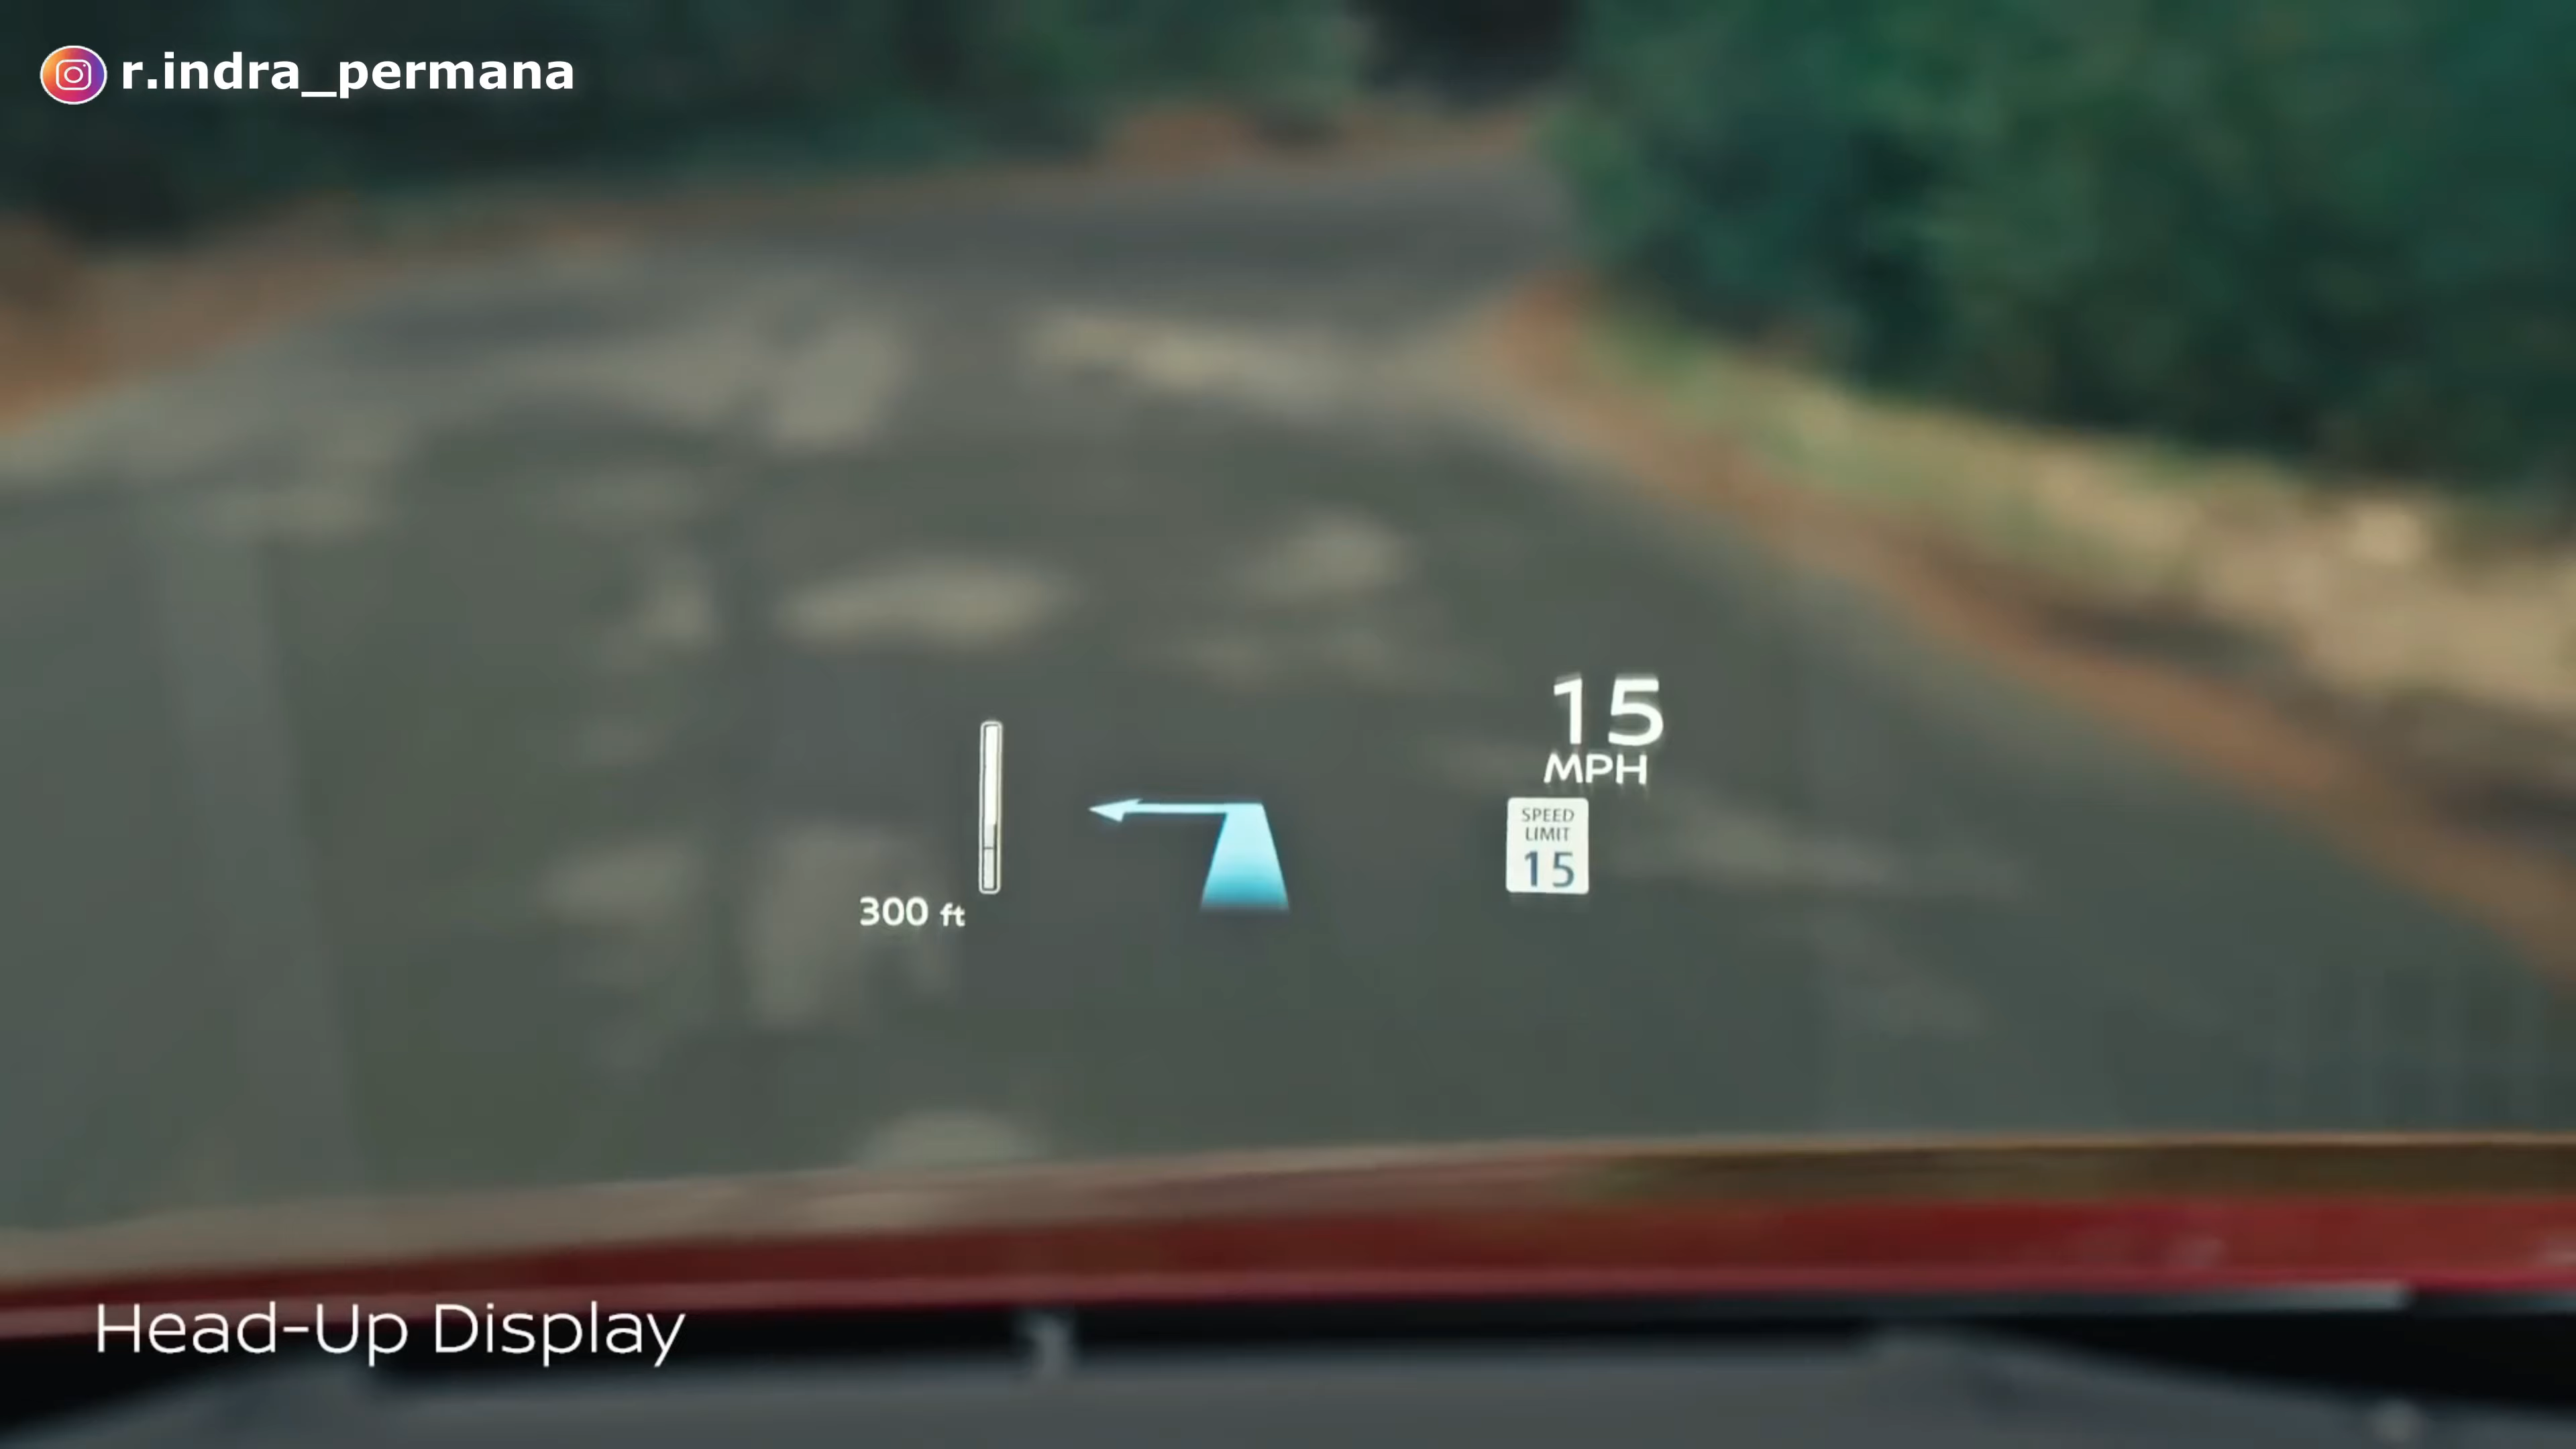 r.indra_permana
15
MPH
SPEED
LIMIT
15
300 ft
Head-Up Display